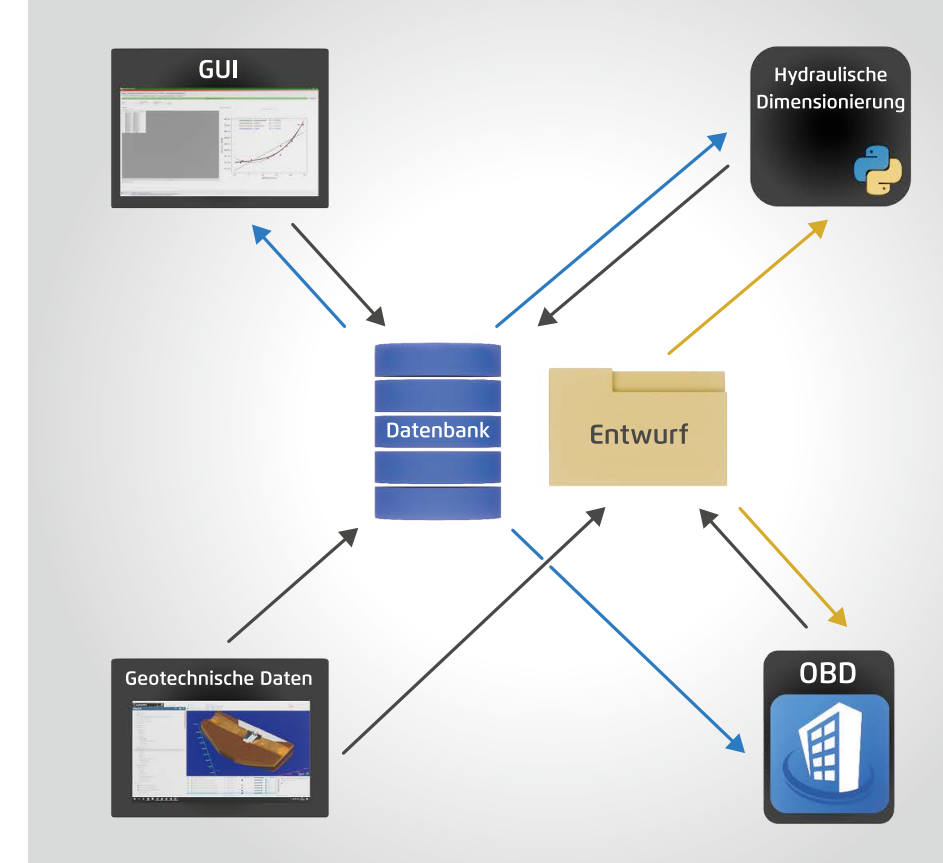 GUI
Hydraulische
Dimensionierung
Datenbank
Entwurf
Geotechnische Daten
OBD